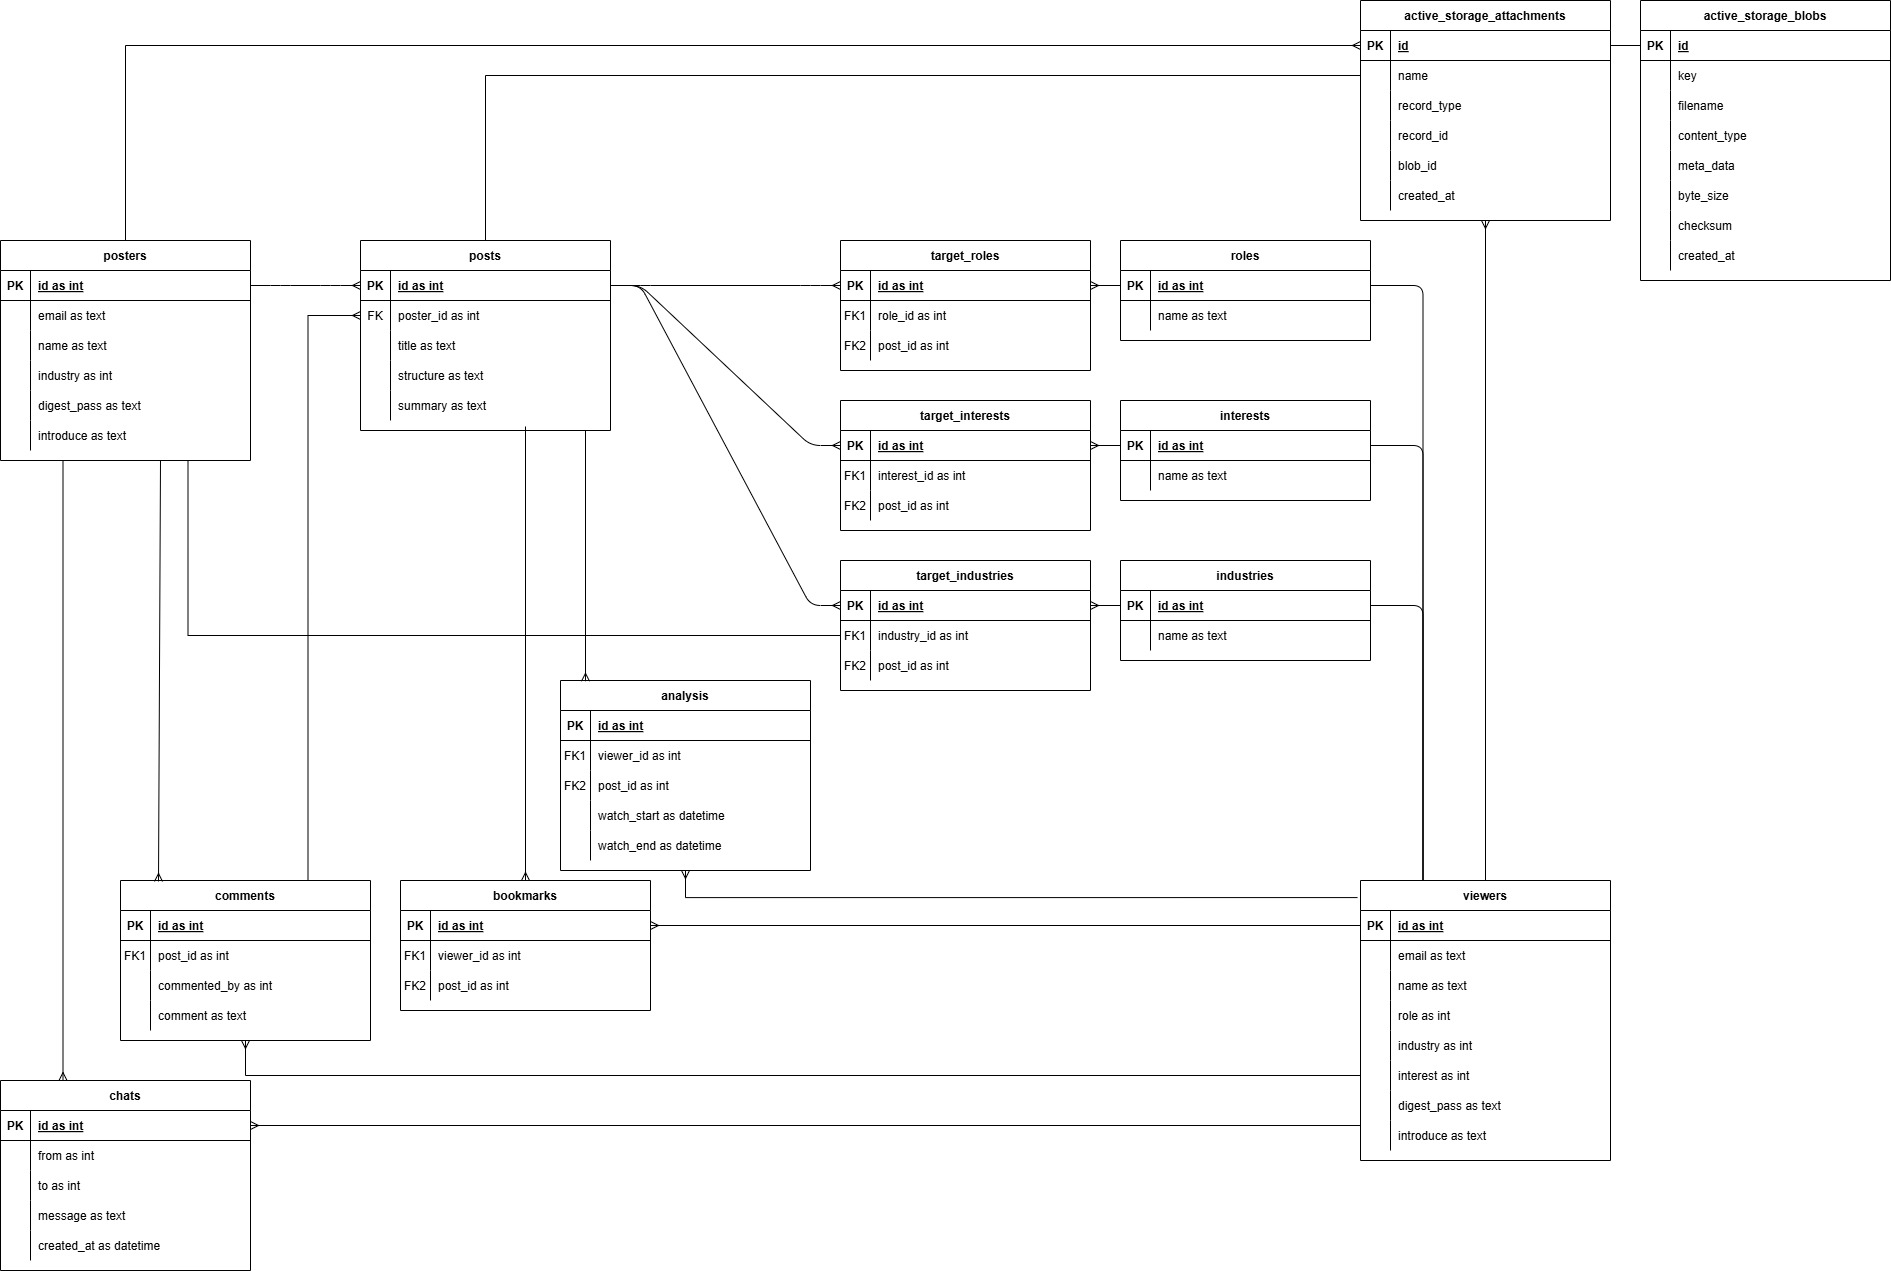 active_storage_attachments
PK id
name
record_type
record_id
blob_id
created_at
active_storage_blobs
PK id
key
filename
content_type
meta_data
byte_size
checksum
created_at
posters
PK id as int
email as text
name as text
industry as int
digest_pass as text
introduce as text
posts
PK id as int
FK poster_id as int
title as text
structure as text
summary as text
target_roles
PK id as int
FK1 role_id as int
FK2 post_id as int
roles
PK id as int
name as text
target_interests
PK id as int
FK1 interest_id as int
FK2 post_id as int
interests
PK id as int
name as text
target_industries
PK id as int
FK1 industry_id as int
FK2 post_id as int
industries
PK id as int
name as text
analysis
PK id as int
FK1 viewer_id as int
FK2 post_id as int
watch_start as datetime
watch_end as datetime
comments
PK id as int
FK1 post_id as int
commented_by as int
comment as text
bookmarks
PK id as int
FK1 viewer_id as int
FK2 post_id as int
viewers
PK id as int
email as text
name as text
role as int
industry as int
interest as int
digest_pass as text
introduce as text
chats
PK id as int
from as int
to as int
message as text
created_at as datetime